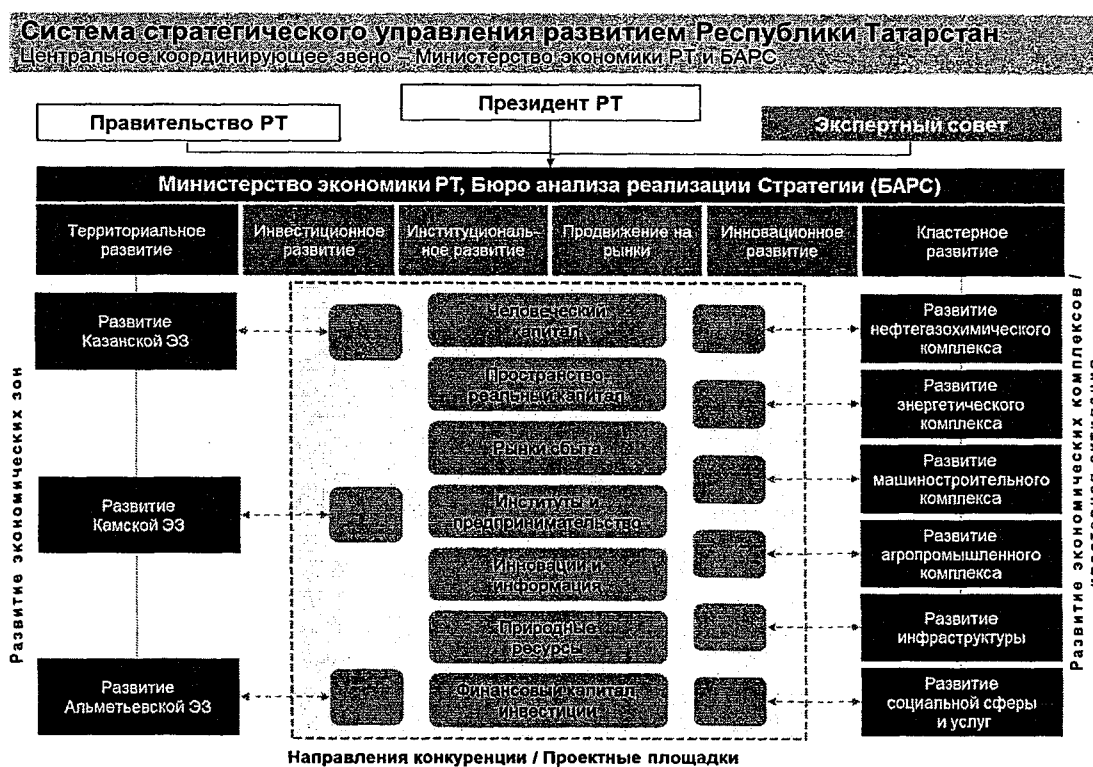 Система стратегического управления развитием Республики Татарстан
Центральное координирующее звено – Министерство экономики РТ и БАРС
Президент РТ
Правительство РТ
Экспертный совет
Министерство экономики РТ, Бюро анализа реализации Стратегии (БАРС)
Территориальное
развитие
Инвестиционное
развитие
Институциональ-
ное развитие
Продвижение на
рынки
Инновационное
развитие
Кластерное
развитие
Развитие экономических зон
Развитие
Казанской ЭЗ
Развитие
Камской ЭЗ
Развитие
Альметьевской ЭЗ
Человеческий
капитал
Пространство-
реальный капитал
Рынки сбыта
Институты и
предпринимательство
Инновации и
информация
Природные
ресурсы
Финансовый капитал
инвестиции
Развитие
нефтегазохимического
комплекса
Развитие
энергетического
комплекса
Развитие
машиностроительного
комплекса
Развитие
агропромышленного
комплекса
Развитие
инфраструктуры
Развитие
социальной сферы
и услуг
Развитие экономических комплексов /
Направления конкуренции / Проектные площадки